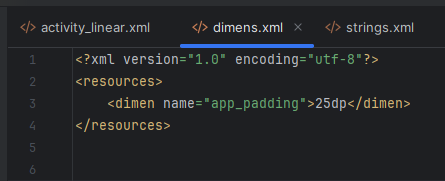 </> activity_linear.xml </> dimens.xml × </> strings.xml
1 <?xml version="1.0" encoding="utf-8"?>
2 <resources>
3     <dimen name="app_padding">25dp</dimen>
4 </resources>
5
6